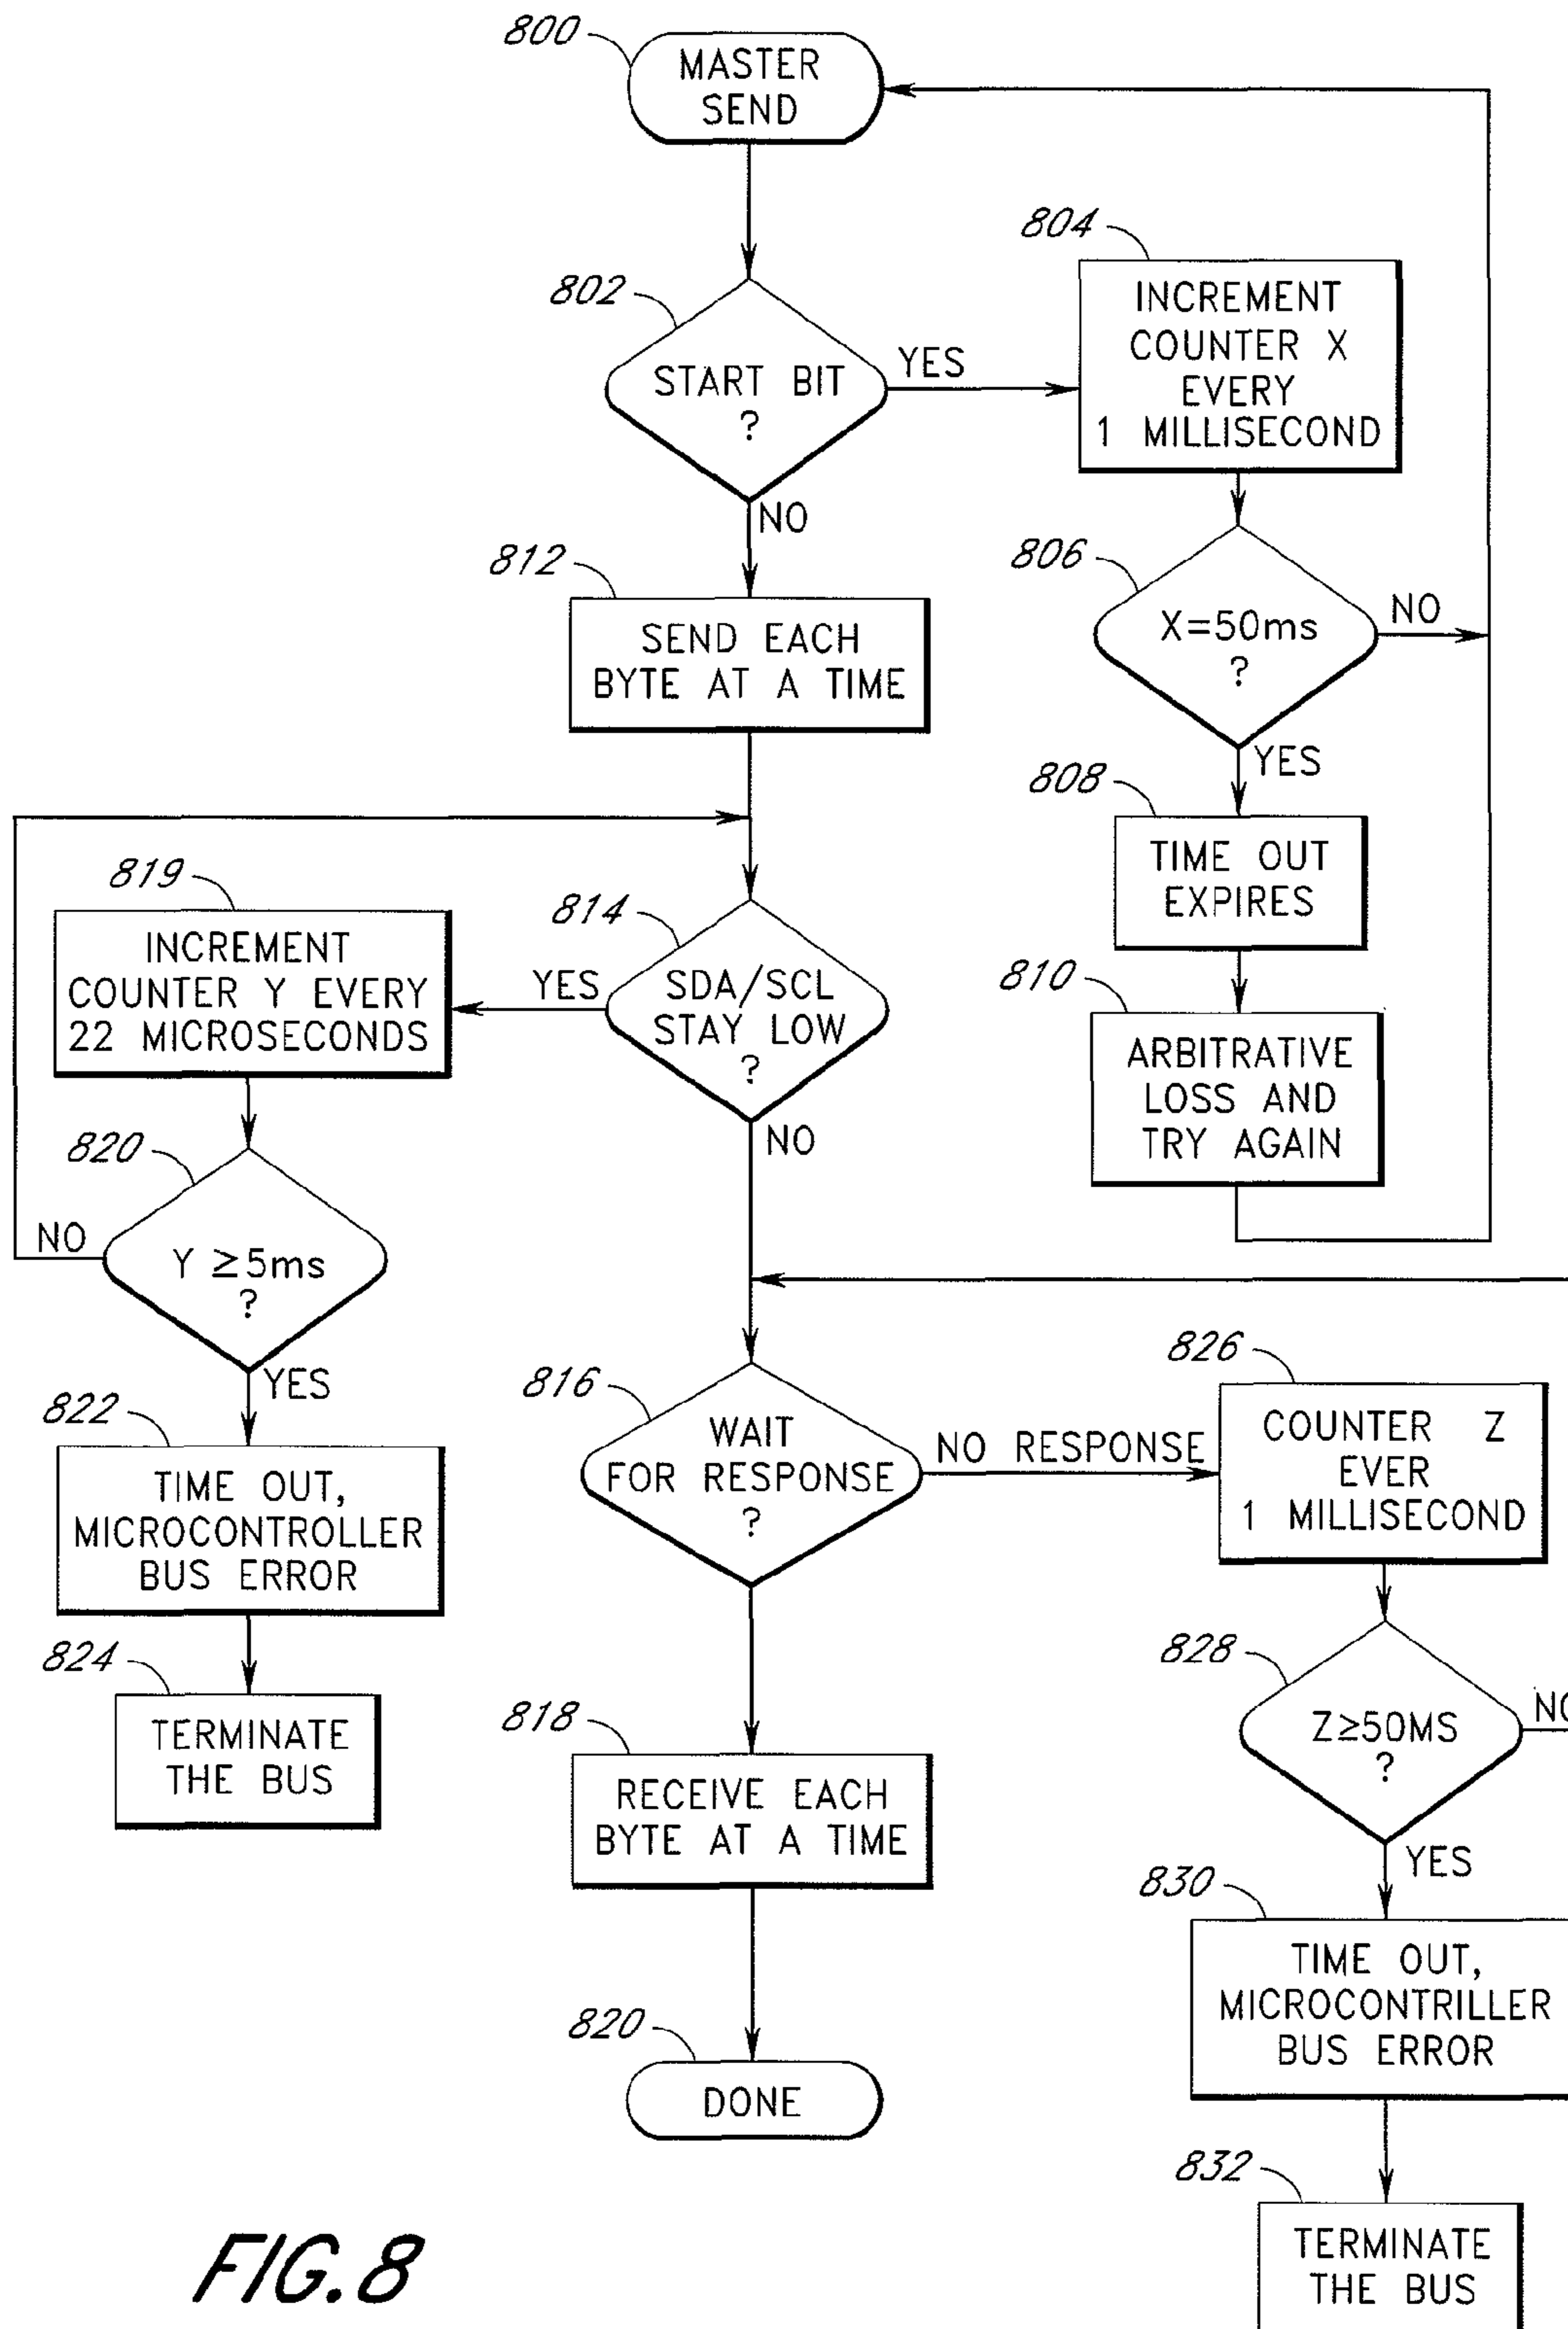 800
MASTER
SEND
802
START BIT
?
YES
NO
804
INCREMENT
COUNTER X
EVERY
1 MILLISECOND
806
X=50ms
?
NO
YES
808
TIME OUT
EXPIRES
810
ARBITRATIVE
LOSS AND
TRY AGAIN
812
SEND EACH
BYTE AT A TIME
814
SDA/SCL
STAY LOW
?
YES
NO
819
INCREMENT
COUNTER Y EVERY
22 MICROSECONDS
820
Y ≥5ms
?
NO
YES
822
TIME OUT,
MICROCONTROLLER
BUS ERROR
824
TERMINATE
THE BUS
816
WAIT
FOR RESPONSE
?
NO RESPONSE
826
COUNTER Z
EVER
1 MILLISECOND
828
Z≥50MS
?
NO
YES
830
TIME OUT,
MICROCONTRILLER
BUS ERROR
832
TERMINATE
THE BUS
818
RECEIVE EACH
BYTE AT A TIME
820
DONE
FIG.8